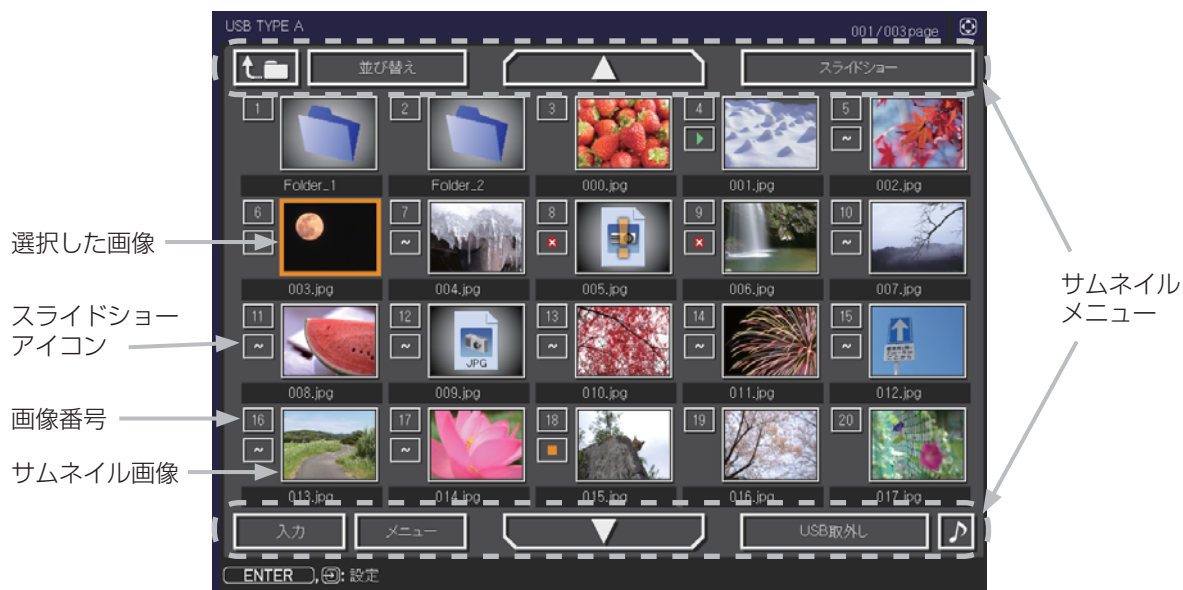 USB TYPE A
001/003page
並び替え
スライドショー
1 2 3 4 5
~
Folder_1 Folder_2 000.jpg 001.jpg 002.jpg
6 7 8 9 10
~ ~
選択した画像
003.jpg 004.jpg 005.jpg 006.jpg 007.jpg
サムネイル
メニュー
スライドショー
アイコン
11 12 13 14 15
~ ~ ~ ~ ~
JPG
008.jpg 009.jpg 010.jpg 011.jpg 012.jpg
画像番号
16 17 18 19 20
~ ~
サムネイル画像
013.jpg 014.jpg 015.jpg 016.jpg 017.jpg
入力 メニュー USB取外し
ENTER , : 設定